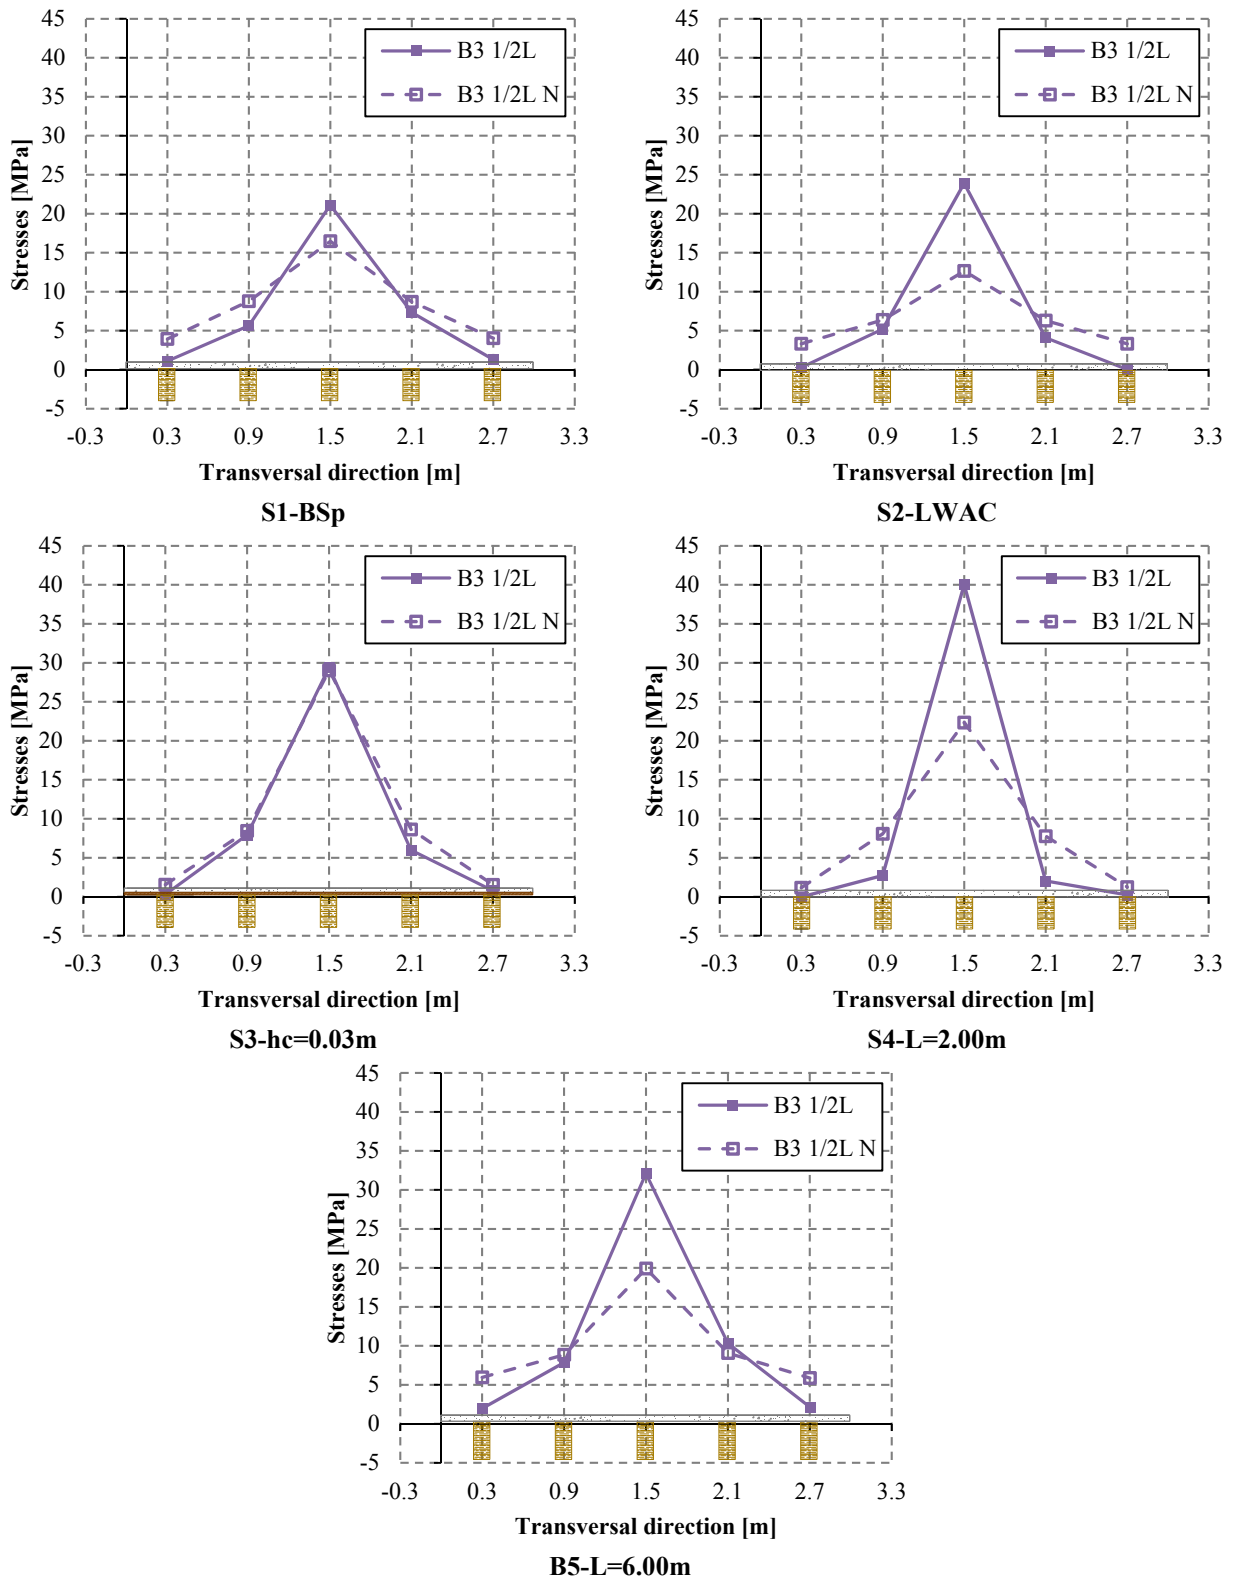 45
40
35
30
25
20
15
10
5
0
-5
Stresses [MPa]
B3 1/2L
B3 1/2L N
-0.3 0.3 0.9 1.5 2.1 2.7 3.3
Transversal direction [m]
S1-BSp
45
40
35
30
25
20
15
10
5
0
-5
Stresses [MPa]
B3 1/2L
B3 1/2L N
-0.3 0.3 0.9 1.5 2.1 2.7 3.3
Transversal direction [m]
S2-LWAC
45
40
35
30
25
20
15
10
5
0
-5
Stresses [MPa]
B3 1/2L
B3 1/2L N
-0.3 0.3 0.9 1.5 2.1 2.7 3.3
Transversal direction [m]
S3-hc=0.03m
45
40
35
30
25
20
15
10
5
0
-5
Stresses [MPa]
B3 1/2L
B3 1/2L N
-0.3 0.3 0.9 1.5 2.1 2.7 3.3
Transversal direction [m]
S4-L=2.00m
45
40
35
30
25
20
15
10
5
0
-5
Stresses [MPa]
B3 1/2L
B3 1/2L N
-0.3 0.3 0.9 1.5 2.1 2.7 3.3
Transversal direction [m]
B5-L=6.00m